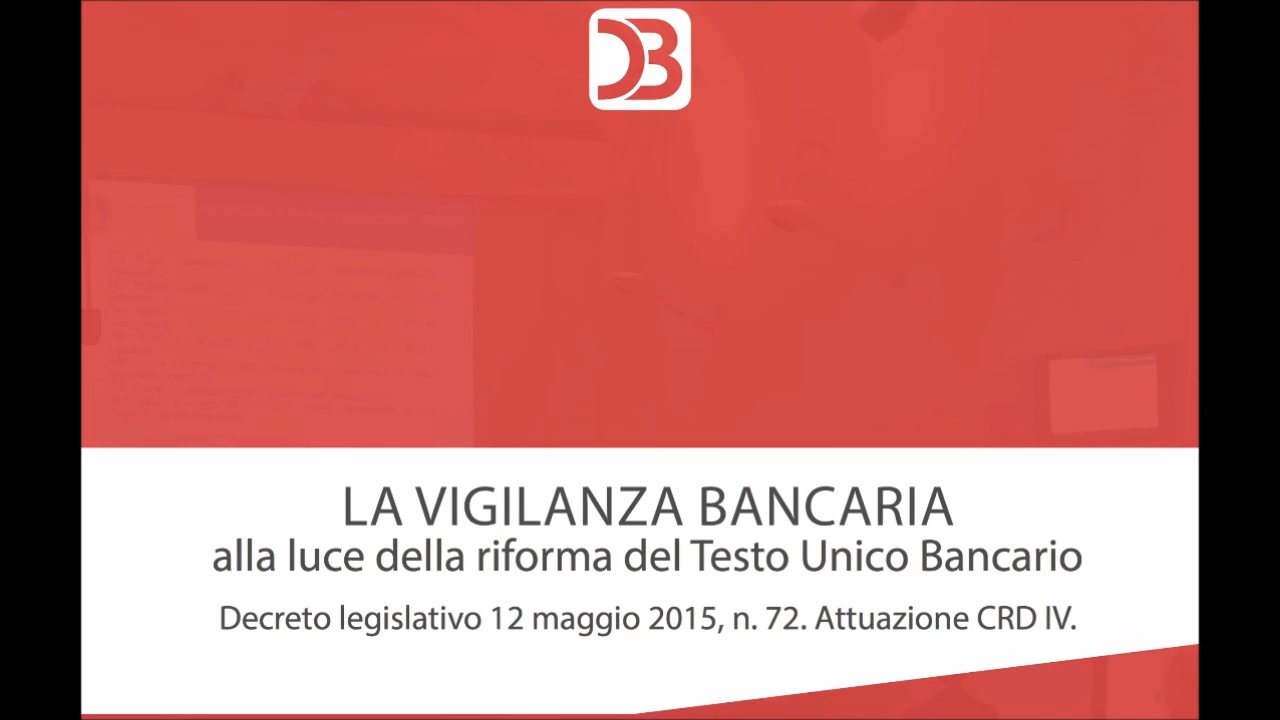 DB
LA VIGILANZA BANCARIA
alla luce della riforma del Testo Unico Bancario
Decreto legislativo 12 maggio 2015, n. 72. Attuazione CRD IV.